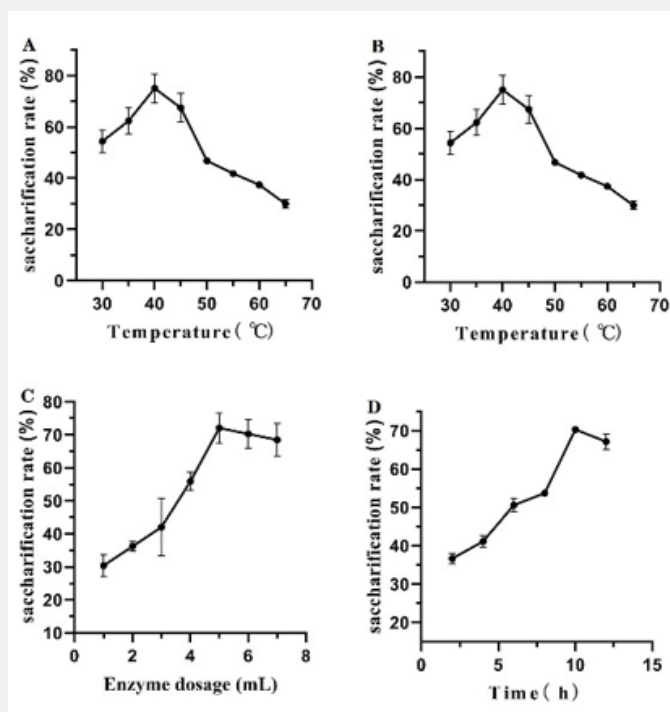 A
saccharification rate (%)
80
60
40
20
0
30 40 50 60 70
Temperature( ℃)
B
saccharification rate (%)
80
60
40
20
0
30 40 50 60 70
Temperature( ℃)
C
saccharification rate (%)
80
70
60
50
40
30
20
10
0 2 4 6 8
Enzyme dosage (mL)
D
saccharification rate (%)
70
60
50
40
30
20
0 5 10 15
Time( h)